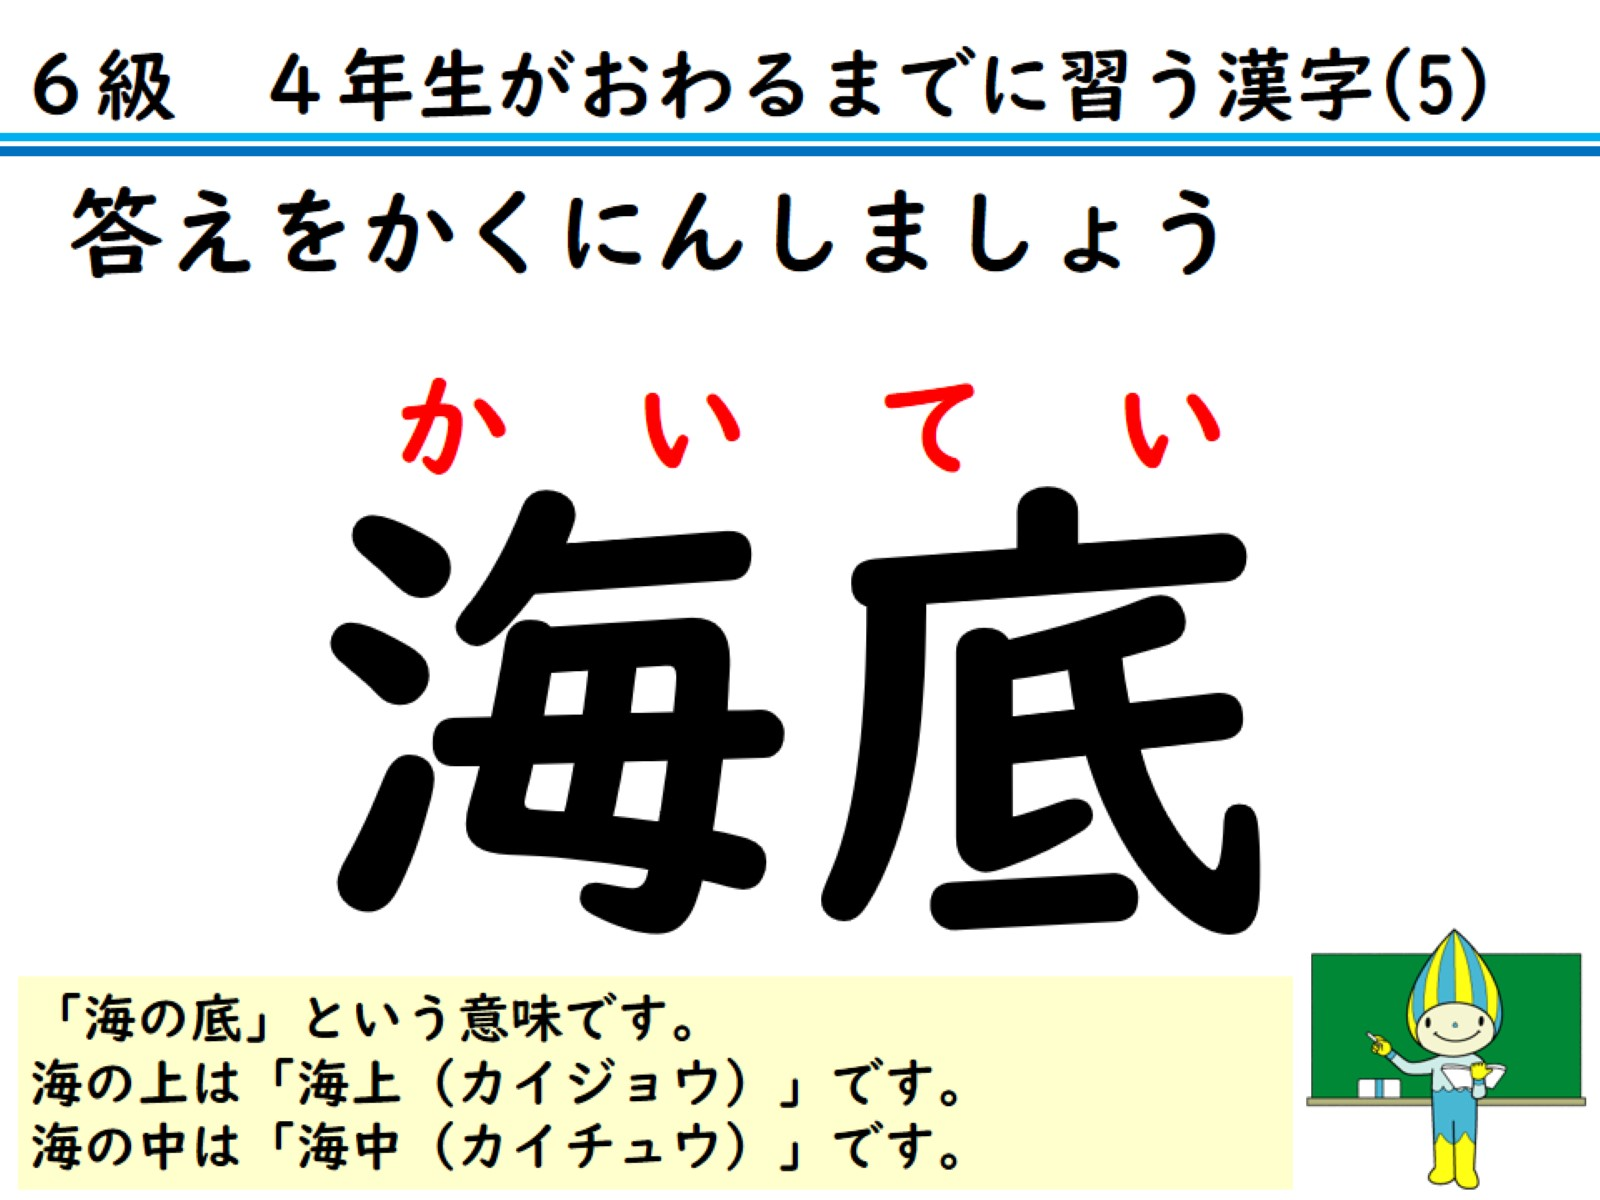 ６級　４年生がおわるまでに習う漢字(5)
答えをかくにんしましょう
かいてい
海底
「海の底」という意味です。
海の上は「海上（カイジョウ）」です。
海の中は「海中（カイチュウ）」です。